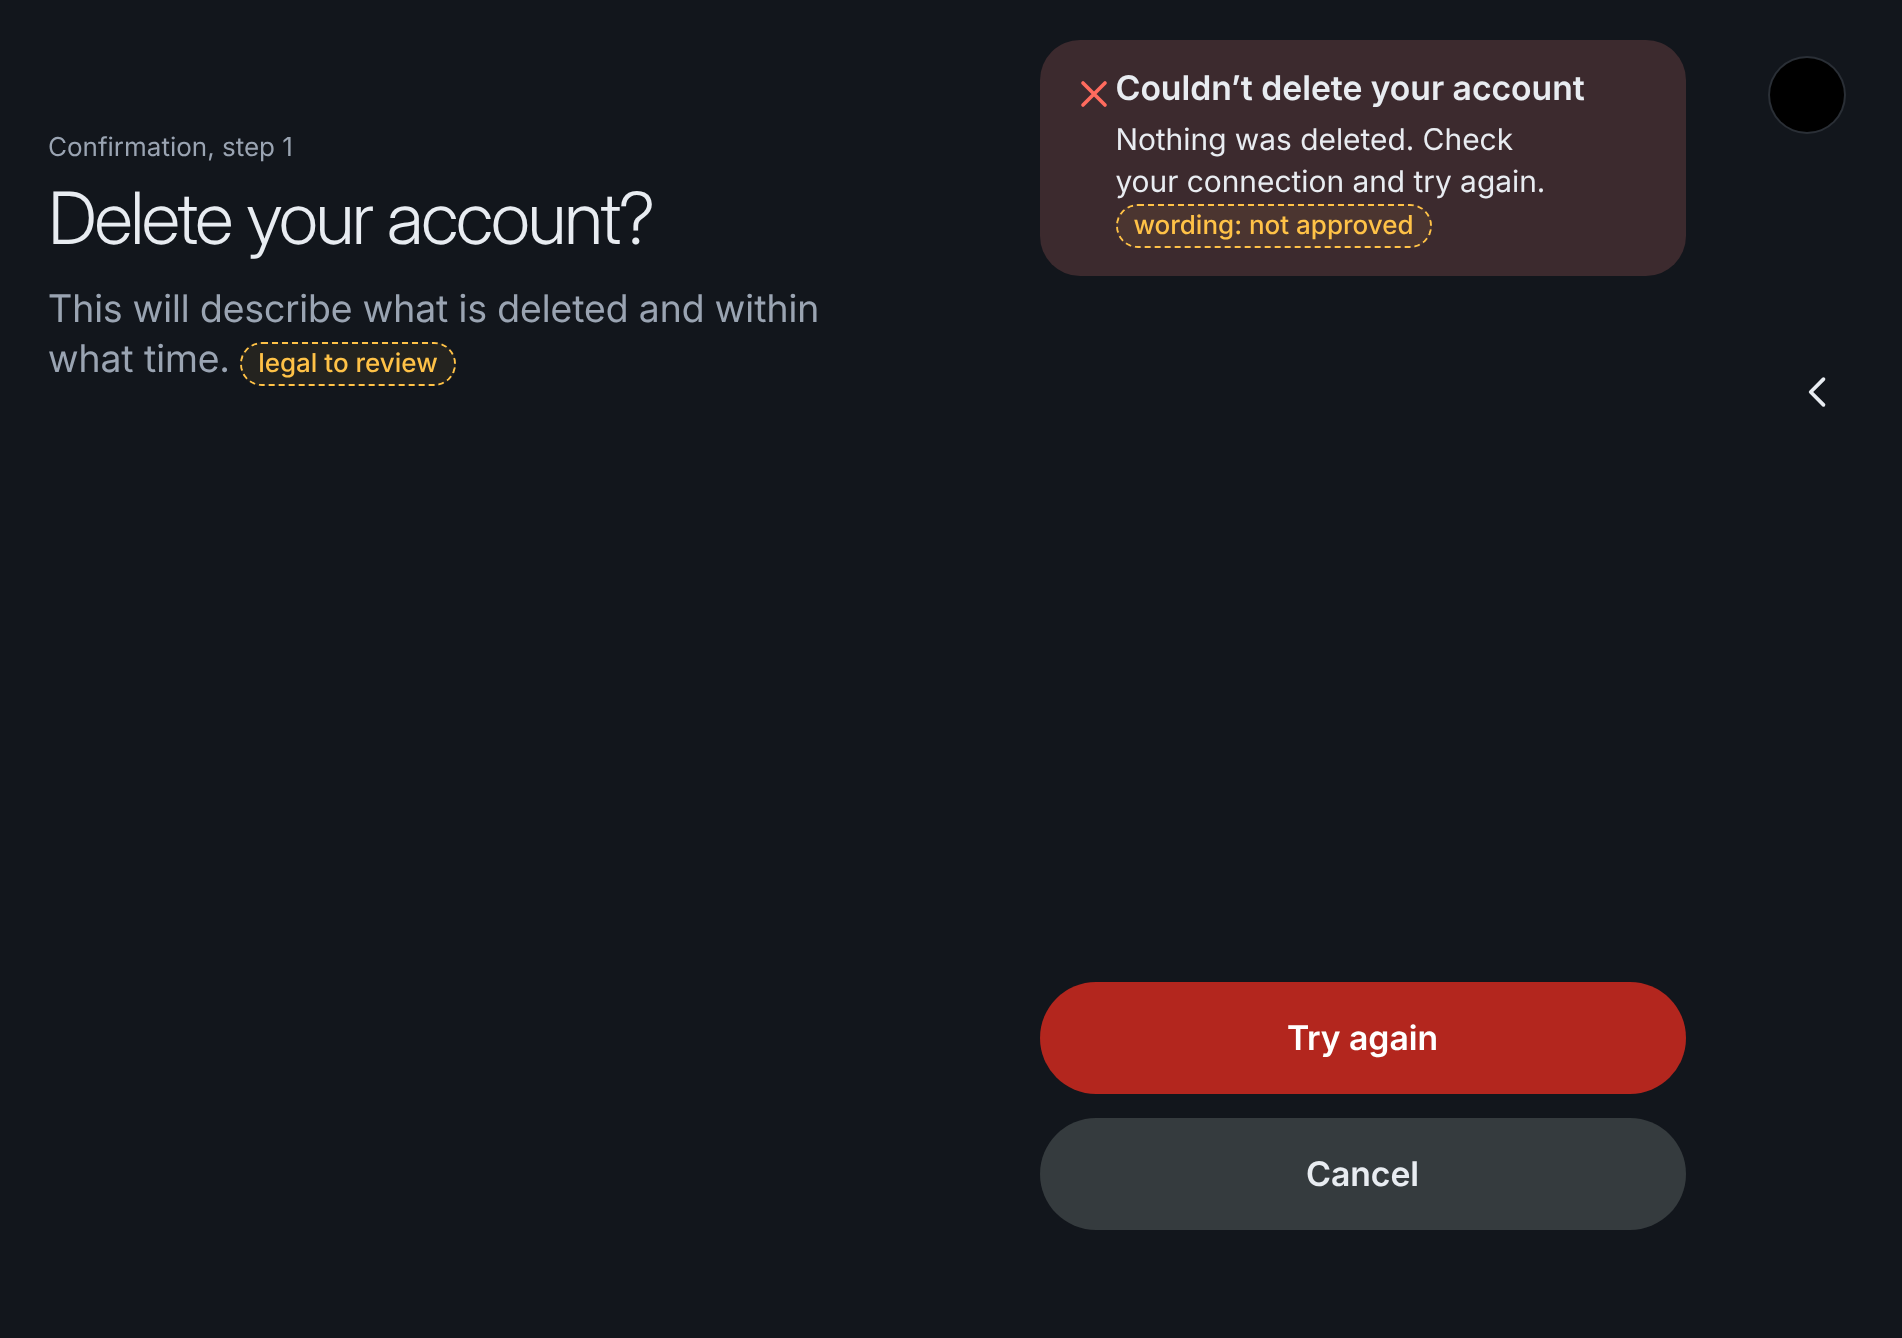 Confirmation, step 1
Delete your account?
This will describe what is deleted and within
what time. legal to review
Couldn’t delete your account
Nothing was deleted. Check
your connection and try again.
wording: not approved
Try again
Cancel